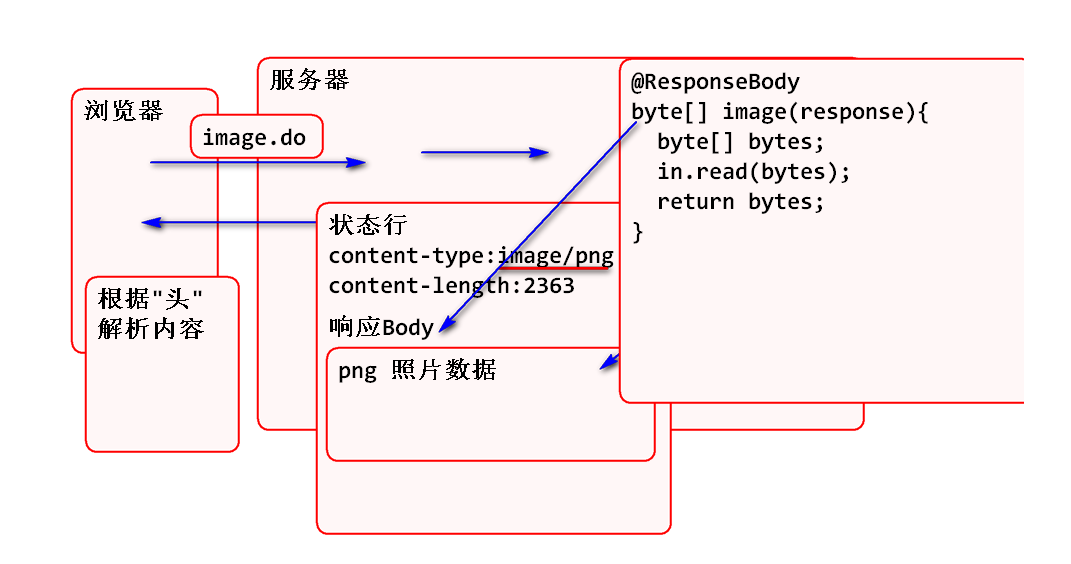 服务器
浏览器
image.do
@ResponseBody
byte[] image(response){
byte[] bytes;
in.read(bytes);
return bytes;
}
状态行
content-type:image/png
content-length:2363
响应Body
png 照片数据
根据"头"
解析内容